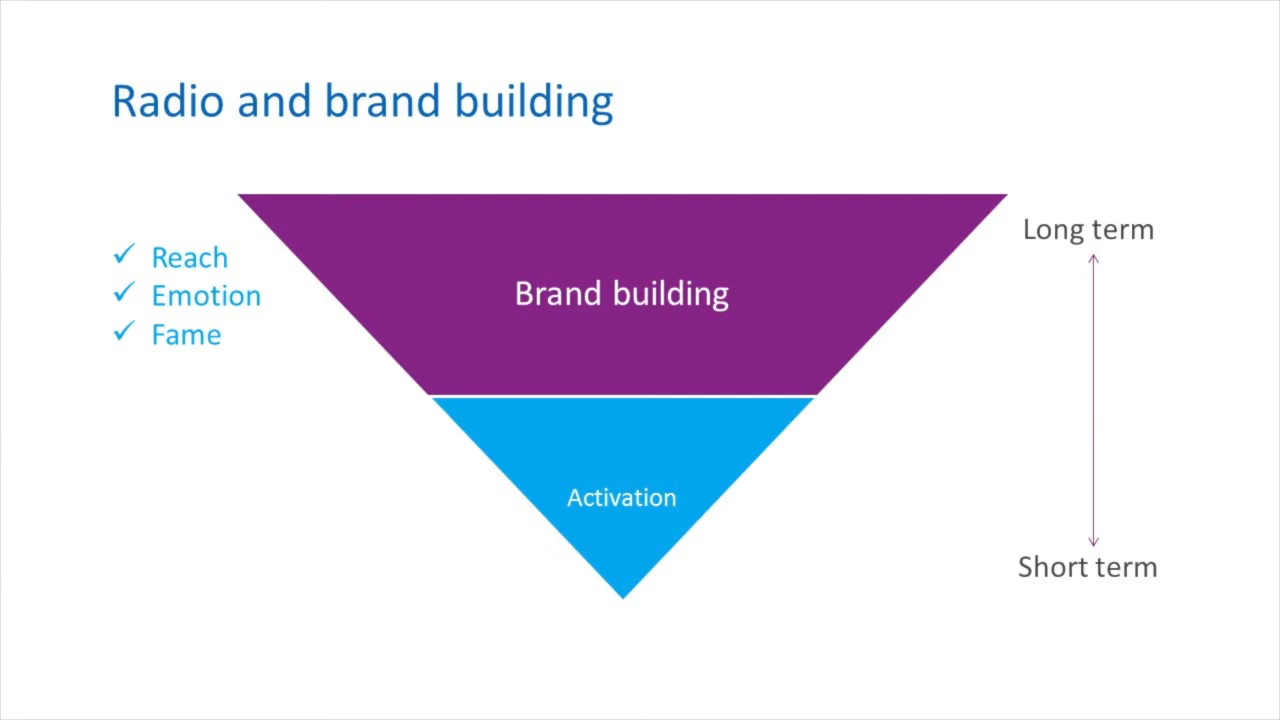 Radio and brand building
✓ Reach
✓ Emotion
✓ Fame
Brand building
Activation
Long term
Short term